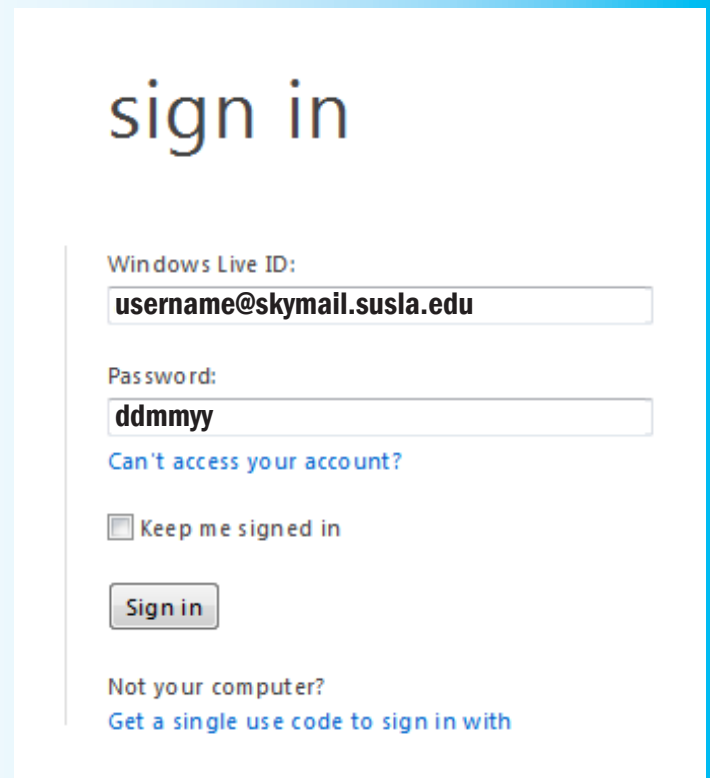 sign in
Windows Live ID:
username@skymail.susla.edu
Password:
ddmmyy
Can't access your account?
Keep me signed in
Sign in
Not your computer?
Get a single use code to sign in with